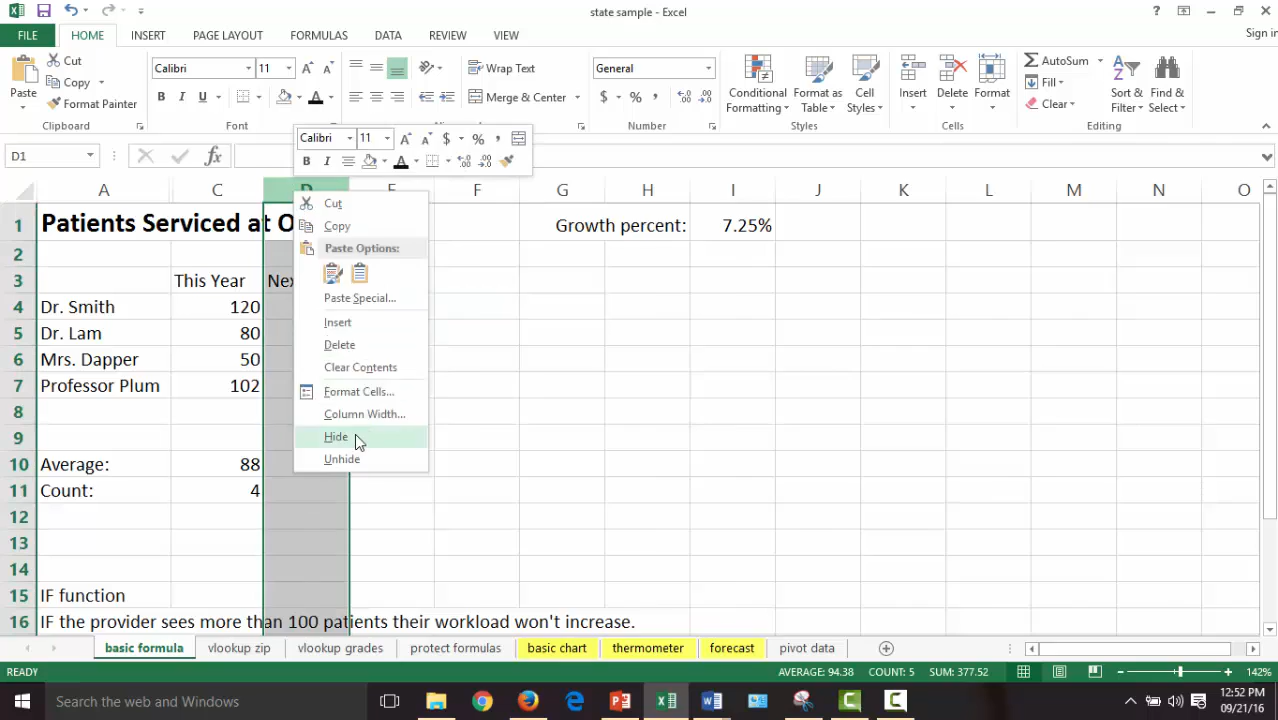 state sample - Excel
FILE HOME INSERT PAGE LAYOUT FORMULAS DATA REVIEW VIEW Sign in
Paste
Cut
Copy
Format Painter
Clipboard
Calibri 11
B I U
Font
Wrap Text
Merge & Center
General
$ % ,
Number
Conditional Formatting
Format as Table
Cell Styles
Styles
Insert Delete Format
Cells
AutoSum
Fill
Clear
Sort & Filter
Find & Select
Editing
Calibri 11 A A $ % ,
B I A
D1 fx
A C D E F G H I J K L M N O
1 Patients Serviced at O Growth percent: 7.25%
2
3 This Year Nex
4 Dr. Smith 120
5 Dr. Lam 80
6 Mrs. Dapper 50
7 Professor Plum 102
8
9
10 Average: 88
11 Count: 4
12
13
14
15 IF function
16 IF the provider sees more than 100 patients their workload won't increase.
Cut
Copy
Paste Options:
Paste Special...
Insert
Delete
Clear Contents
Format Cells...
Column Width...
Hide
Unhide
basic formula vlookup zip vlookup grades protect formulas basic chart thermometer forecast pivot data
READY AVERAGE: 94.38 COUNT: 5 SUM: 377.52 142%
Search the web and Windows
12:52 PM
09/21/16